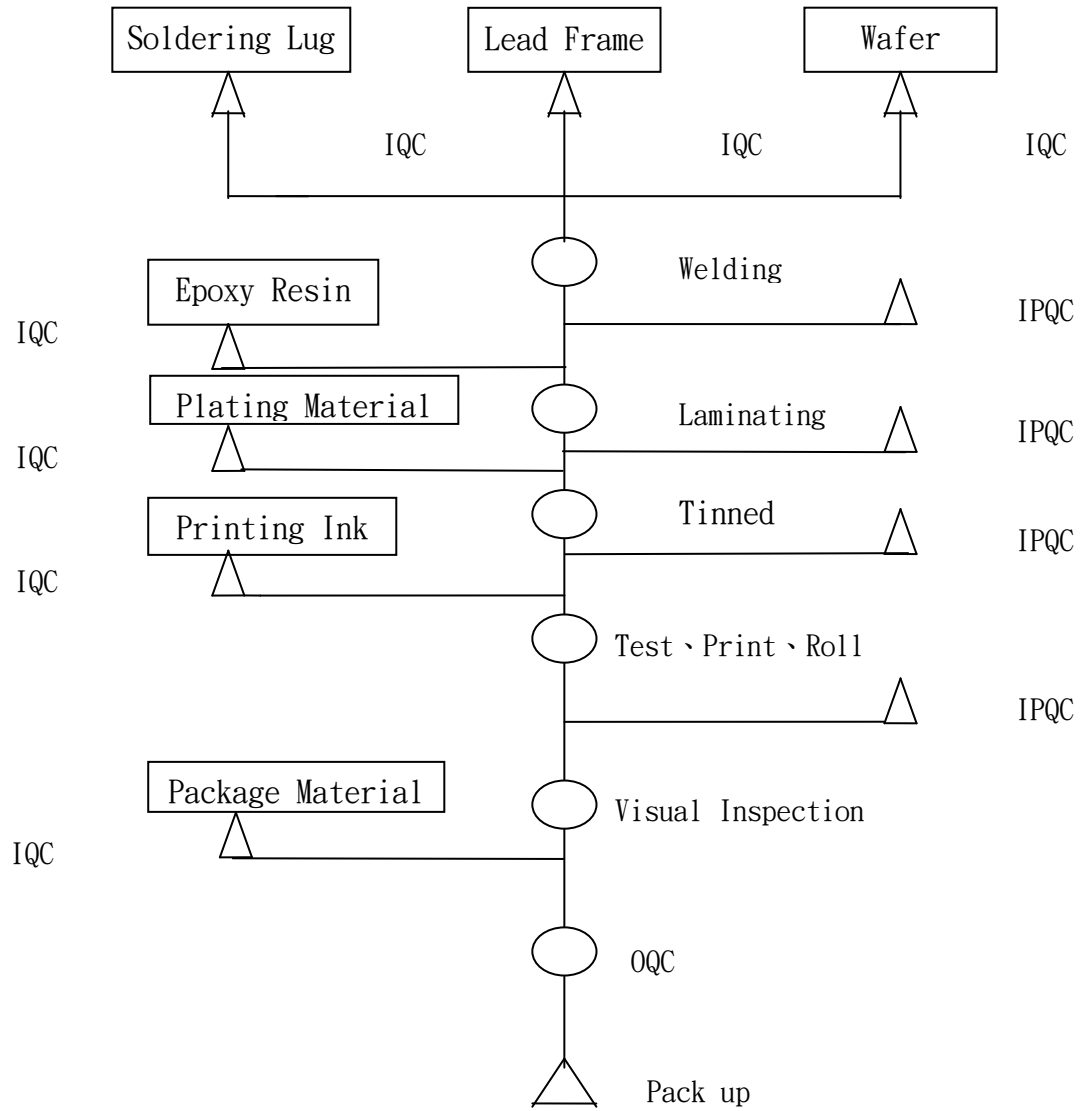 Soldering Lug
Lead Frame
Wafer
IQC
IQC
IQC
Welding
Epoxy Resin
IPQC
IQC
Plating Material
Laminating
IPQC
IQC
Printing Ink
Tinned
IPQC
IQC
Test、Print、Roll
IPQC
Package Material
Visual Inspection
IQC
OQC
Pack up